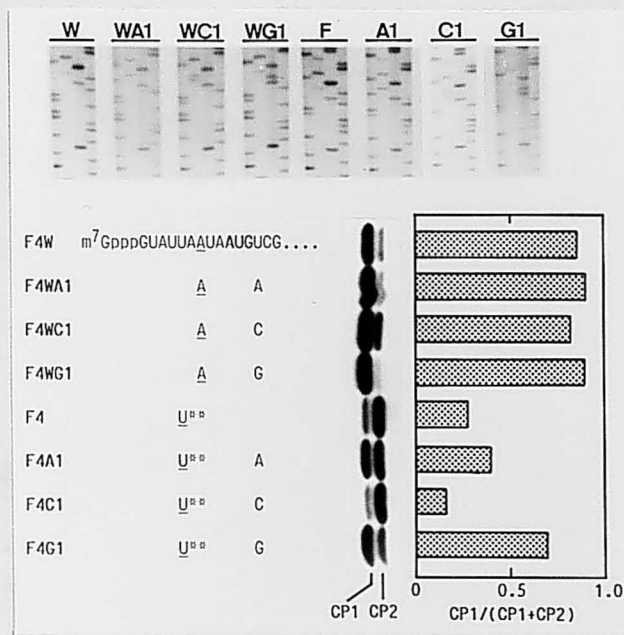 W WA1 WC1 WG1 F A1 C1 G1
F4W m⁷GpppGUAUUAAUAAUGUCG....
F4WA1 A A
F4WC1 A C
F4WG1 A G
F4 U¤¤
F4A1 U¤¤ A
F4C1 U¤¤ C
F4G1 U¤¤ G
0 0.5 1.0
CP1 CP2 CP1/(CP1+CP2)